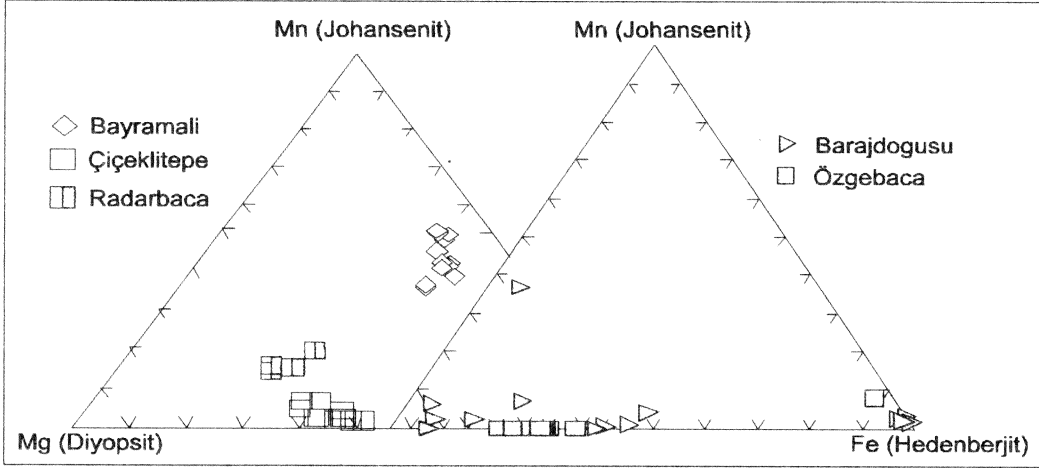 Mn (Johansenit)
Mn (Johansenit)
Bayramali
Çiçeklitepe
Radarbaca
Barajdogusu
Özgebaca
Mg (Diyopsit)
Fe (Hedenberjit)